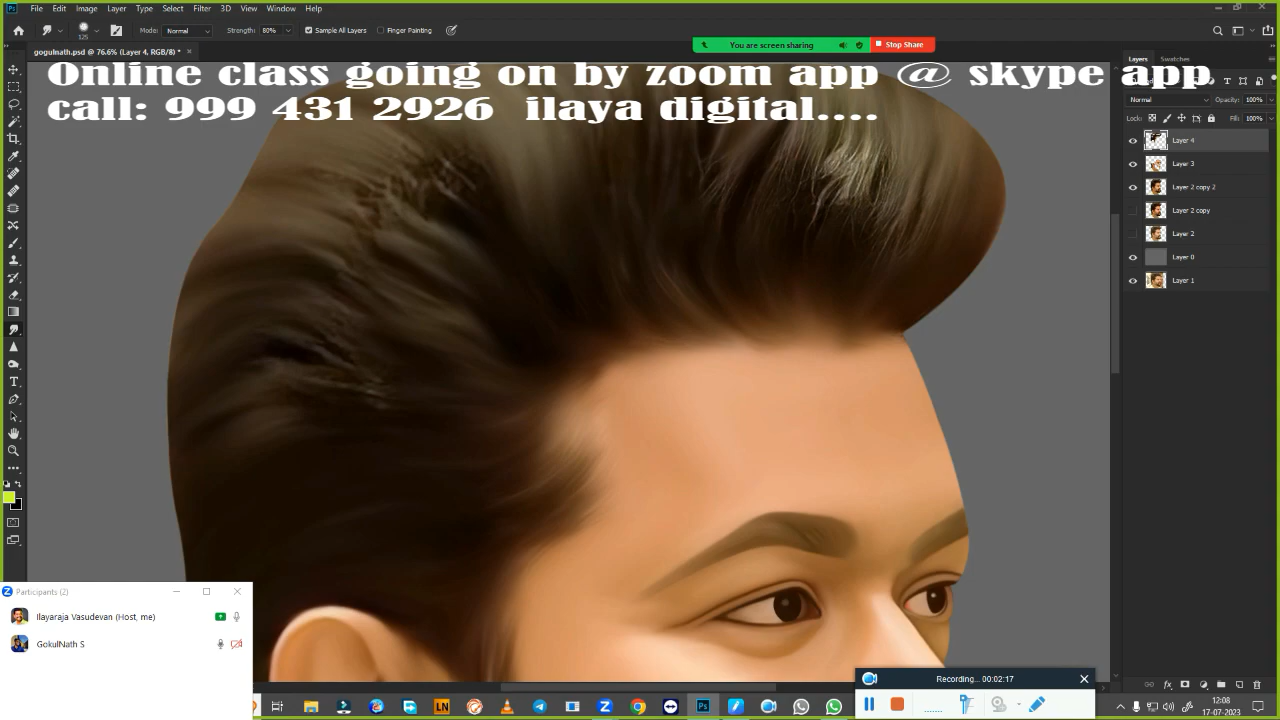 File Edit Image Layer Type Select Filter 3D View Window Help
125 Mode: Normal Strength: 80% Sample All Layers Finger Painting
gogulnath.psd @ 76.6% (Layer 4, RGB/8) *
You are screen sharing Stop Share
Layers Swatches
Online class going on by zoom app @ skype app
call: 999 431 2926 ilaya digital....
Normal Opacity: 100%
Lock: Fill: 100%
Layer 4
Layer 3
Layer 2 copy 2
Layer 2 copy
Layer 2
Layer 0
Layer 1
Participants (2)
Ilayaraja Vasudevan (Host, me)
GokulNath S
Recording... 00:02:17
12:08
17-07-2023